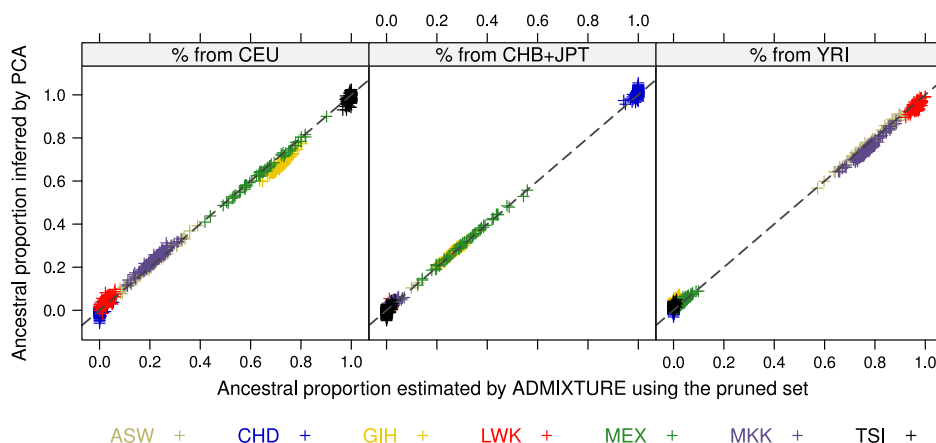 0.0 0.2 0.4 0.6 0.8 1.0
% from CEU % from CHB+JPT % from YRI
Ancestral proportion inferred by PCA
1.0
0.8
0.6
0.4
0.2
0.0
0.0 0.2 0.4 0.6 0.8 1.0 0.0 0.2 0.4 0.6 0.8 1.0
Ancestral proportion estimated by ADMIXTURE using the pruned set
ASW + CHD + GIH + LWK + MEX + MKK + TSI +